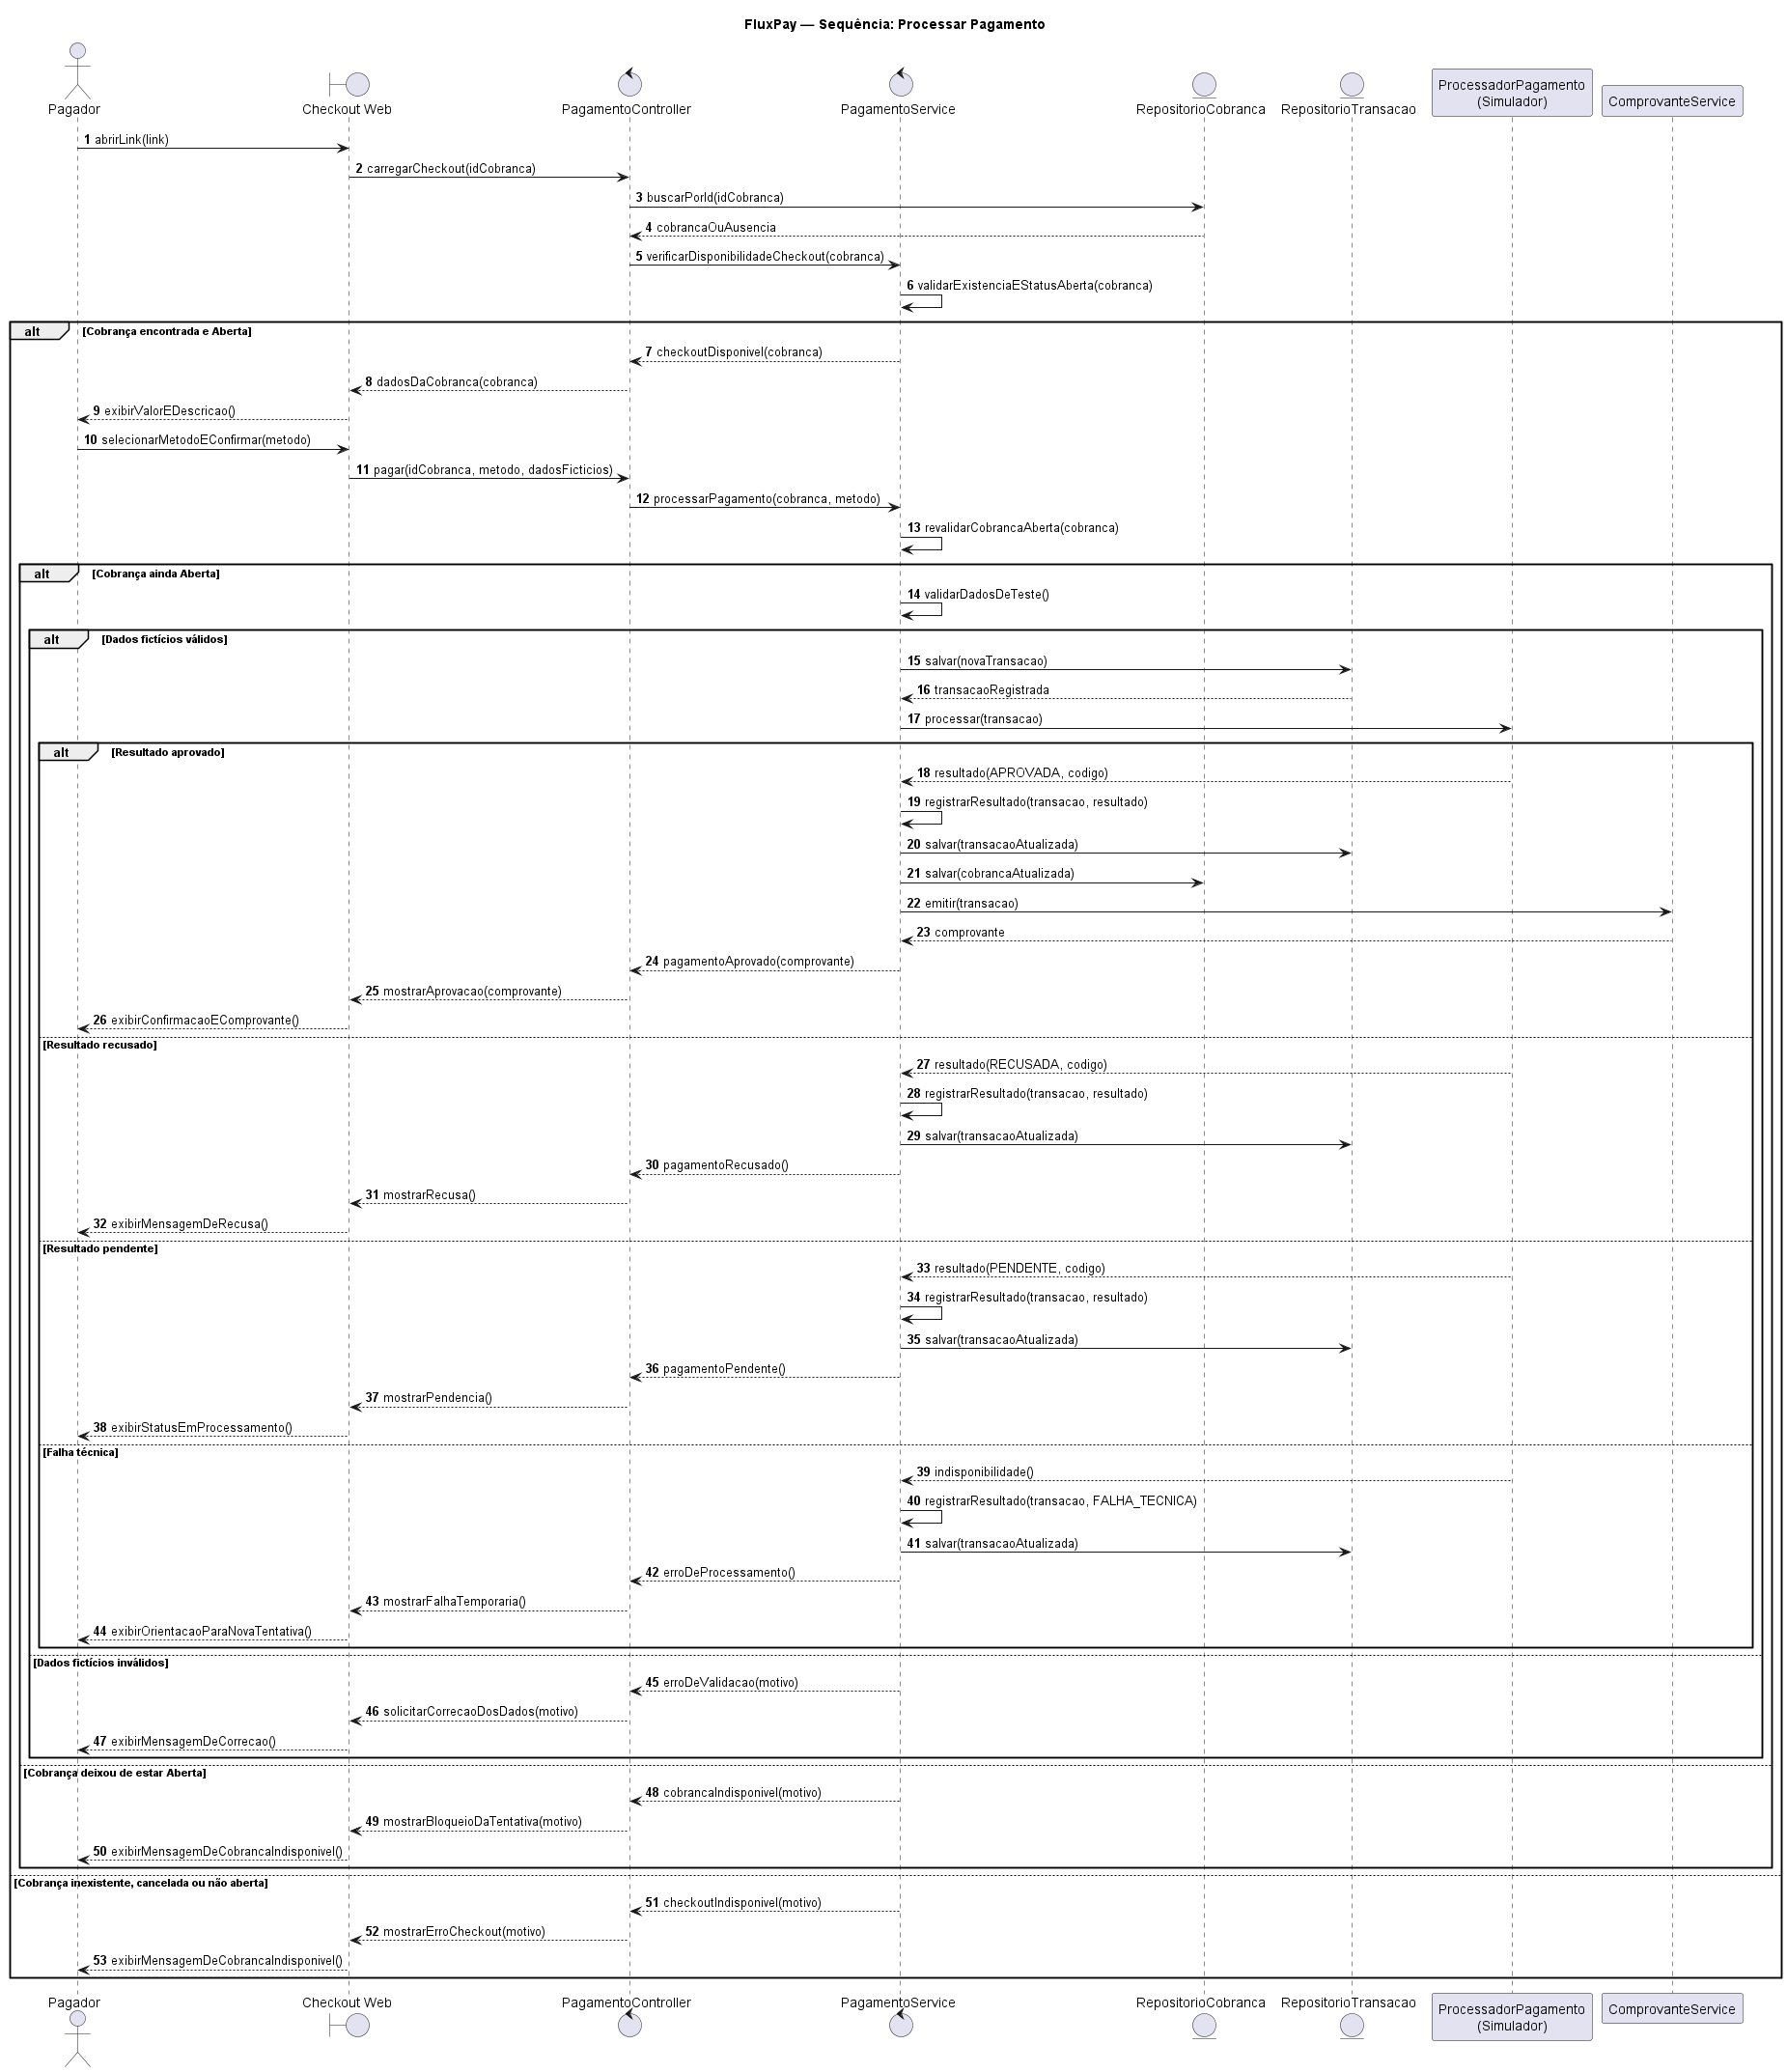 FluxPay — Sequência: Processar Pagamento
Pagador
Checkout Web
PagamentoController
PagamentoService
RepositorioCobranca
RepositorioTransacao
ProcessadorPagamento
(Simulador)
ComprovanteService
1 abrirLink(link)
2 carregarCheckout(idCobranca)
3 buscarPorId(idCobranca)
4 cobrancaOuAusencia
5 verificarDisponibilidadeCheckout(cobranca)
6 validarExistenciaEStatusAberta(cobranca)
alt [Cobrança encontrada e Aberta]
7 checkoutDisponivel(cobranca)
8 dadosDaCobranca(cobranca)
9 exibirValorEDescricao()
10 selecionarMetodoEConfirmar(metodo)
11 pagar(idCobranca, metodo, dadosFicticios)
12 processarPagamento(cobranca, metodo)
13 revalidarCobrancaAberta(cobranca)
alt [Cobrança ainda Aberta]
14 validarDadosDeTeste()
alt [Dados fictícios válidos]
15 salvar(novaTransacao)
16 transacaoRegistrada
17 processar(transacao)
alt [Resultado aprovado]
18 resultado(APROVADA, codigo)
19 registrarResultado(transacao, resultado)
20 salvar(transacaoAtualizada)
21 salvar(cobrancaAtualizada)
22 emitir(transacao)
23 comprovante
24 pagamentoAprovado(comprovante)
25 mostrarAprovacao(comprovante)
26 exibirConfirmacaoEComprovante()
[Resultado recusado]
27 resultado(RECUSADA, codigo)
28 registrarResultado(transacao, resultado)
29 salvar(transacaoAtualizada)
30 pagamentoRecusado()
31 mostrarRecusa()
32 exibirMensagemDeRecusa()
[Resultado pendente]
33 resultado(PENDENTE, codigo)
34 registrarResultado(transacao, resultado)
35 salvar(transacaoAtualizada)
36 pagamentoPendente()
37 mostrarPendencia()
38 exibirStatusEmProcessamento()
[Falha técnica]
39 indisponibilidade()
40 registrarResultado(transacao, FALHA_TECNICA)
41 salvar(transacaoAtualizada)
42 erroDeProcessamento()
43 mostrarFalhaTemporaria()
44 exibirOrientacaoParaNovaTentativa()
[Dados fictícios inválidos]
45 erroDeValidacao(motivo)
46 solicitarCorrecaoDosDados(motivo)
47 exibirMensagemDeCorrecao()
[Cobrança deixou de estar Aberta]
48 cobrancaIndisponivel(motivo)
49 mostrarBloqueioDaTentativa(motivo)
50 exibirMensagemDeCobrancaIndisponivel()
[Cobrança inexistente, cancelada ou não aberta]
51 checkoutIndisponivel(motivo)
52 mostrarErroCheckout(motivo)
53 exibirMensagemDeCobrancaIndisponivel()
Pagador
Checkout Web
PagamentoController
PagamentoService
RepositorioCobranca
RepositorioTransacao
ProcessadorPagamento
(Simulador)
ComprovanteService